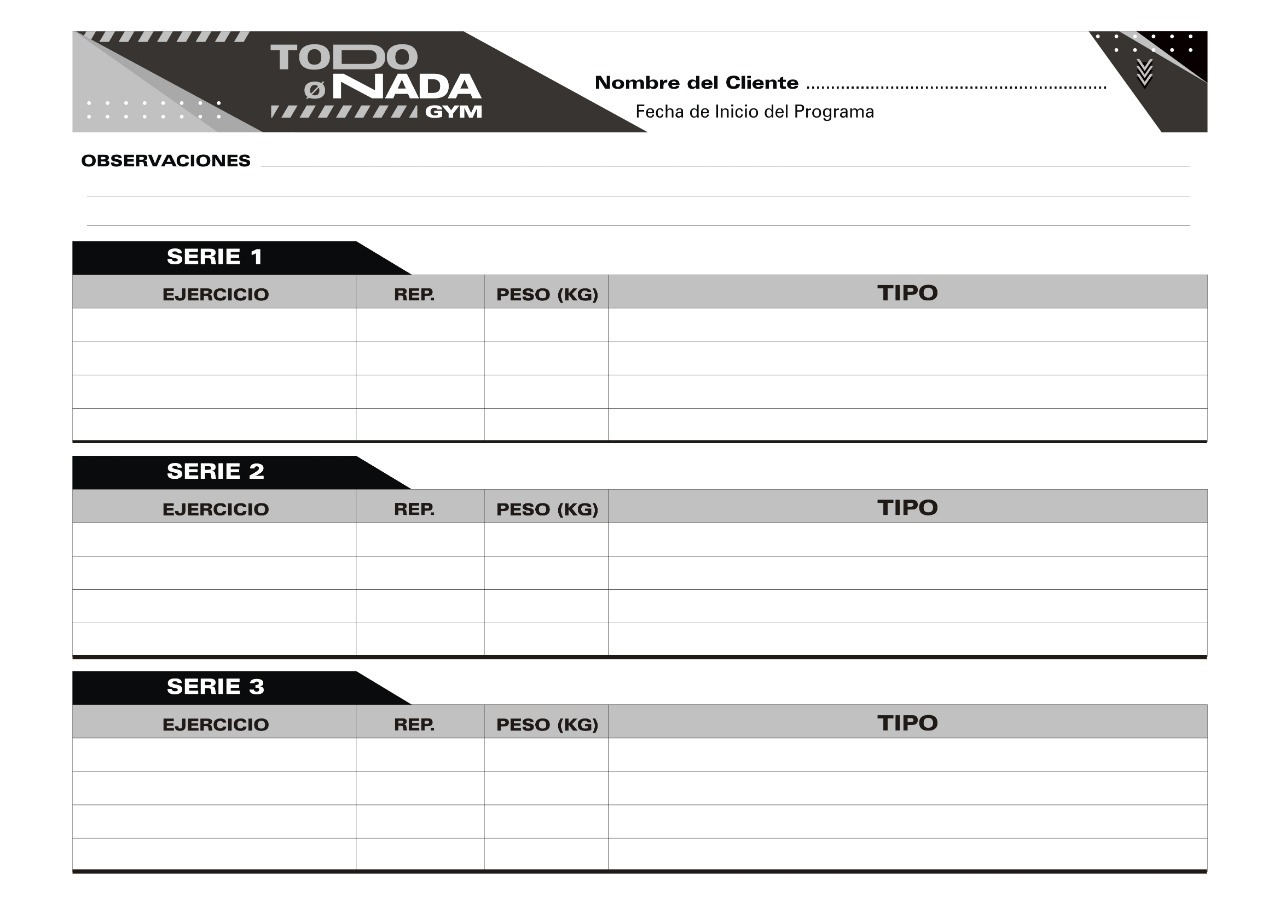 TODO
Ø NADA
GYM
Nombre del Cliente ..............................................................
Fecha de Inicio del Programa
OBSERVACIONES
SERIE 1
EJERCICIO REP. PESO (KG) TIPO
SERIE 2
EJERCICIO REP. PESO (KG) TIPO
SERIE 3
EJERCICIO REP. PESO (KG) TIPO